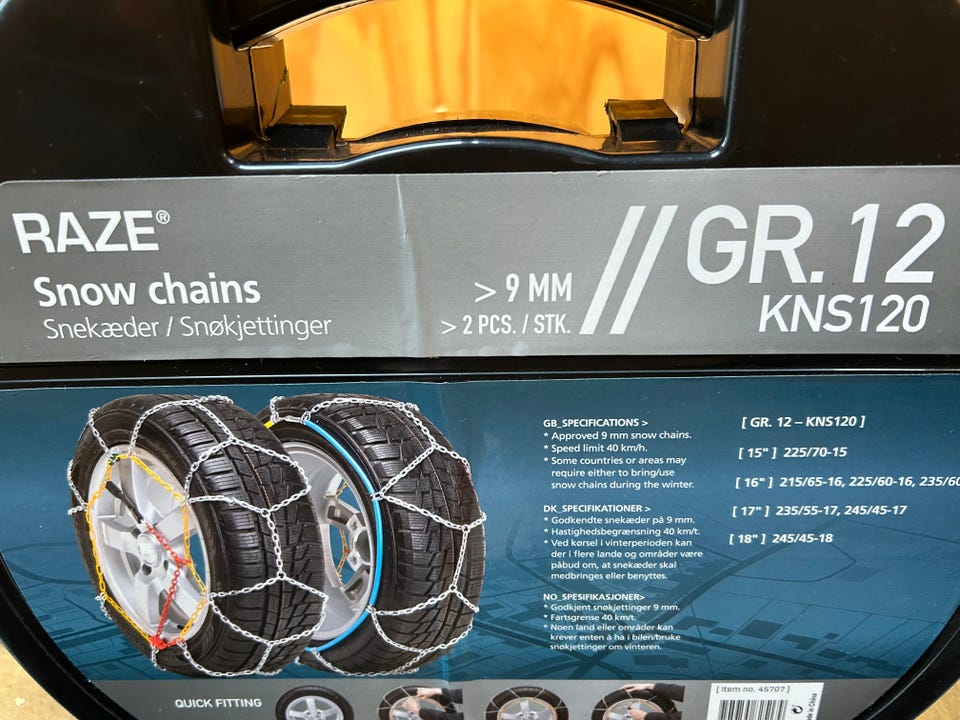 RAZE®
Snow chains
Snekæder / Snøkjettinger
> 9 MM
> 2 PCS. / STK.
// GR. 12
KNS120
GB_SPECIFICATIONS >
* Approved 9 mm snow chains.
* Speed limit 40 km/h.
* Some countries or areas may
require either to bring/use
snow chains during the winter.
DK_SPECIFIKATIONER >
* Godkendte snekæder på 9 mm.
* Hastighedsbegrænsning 40 km/t.
* Ved kørsel i vinterperioden kan
der i flere lande og områder være
påbud om, at snekæder skal
medbringes eller benyttes.
NO_SPESIFIKASJONER>
* Godkjent snøkjettinger 9 mm.
* Fartsgrense 40 km/t.
* Noen land eller områder kan
krever enten å ha i bilen/bruke
snøkjettinger om vinteren.
[ GR. 12 – KNS120 ]
[ 15" ] 225/70-15
[ 16" ] 215/65-16, 225/60-16, 235/60
[ 17" ] 235/55-17, 245/45-17
[ 18" ] 245/45-18
QUICK FITTING
[ Item no. 45707 ]
in China